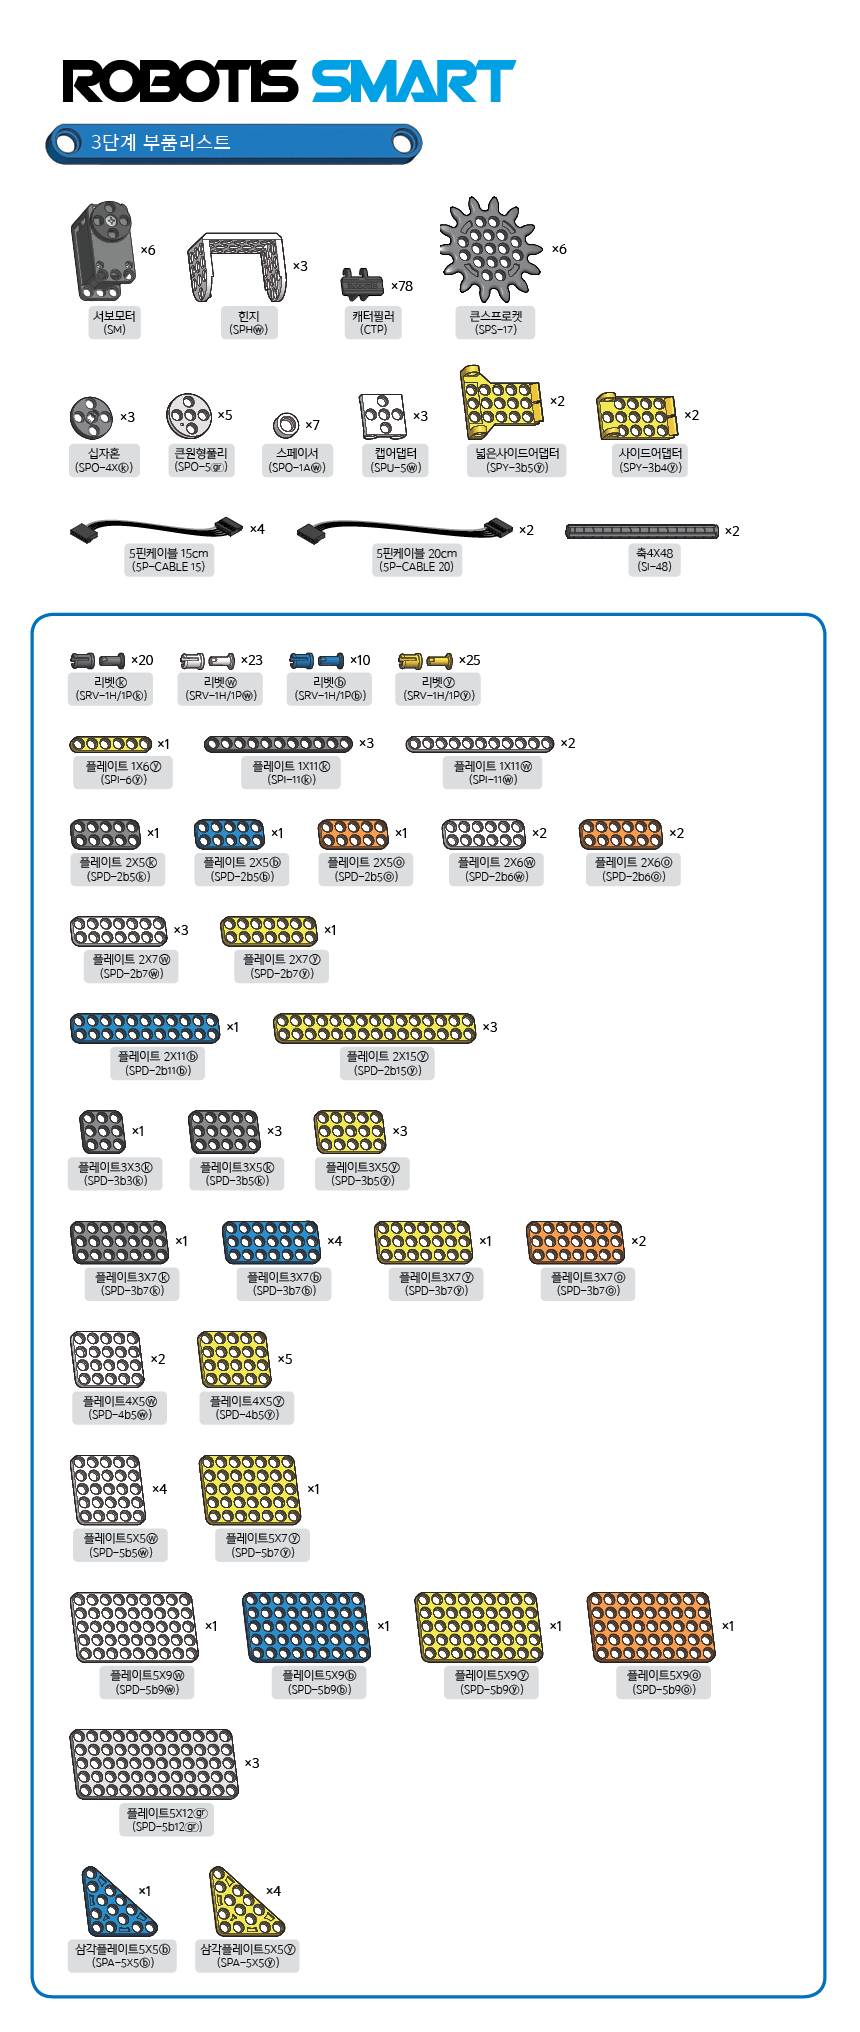 ROBOTIS SMART
3단계 부품리스트
×6
서보모터
(SM)
×3
힌지
(SPHⓦ)
×78
캐터필러
(CTP)
×6
큰스프로켓
(SPS-17)
×3
십자혼
(SPO-4Xⓚ)
×5
큰원형풀리
(SPO-5gr)
×7
스페이서
(SPO-1Aⓦ)
×3
캡어댑터
(SPU-5ⓦ)
×2
넓은사이드어댑터
(SPY-3b5ⓨ)
×2
사이드어댑터
(SPY-3b4ⓨ)
×4
5핀케이블 15cm
(5P-CABLE 15)
×2
5핀케이블 20cm
(5P-CABLE 20)
×2
축4X48
(SI-48)
×20
리벳ⓚ
(SRV-1H/1Pⓚ)
×23
리벳ⓦ
(SRV-1H/1Pⓦ)
×10
리벳ⓑ
(SRV-1H/1Pⓑ)
×25
리벳ⓨ
(SRV-1H/1Pⓨ)
×1
플레이트 1X6ⓨ
(SPI-6ⓨ)
×3
플레이트 1X11ⓚ
(SPI-11ⓚ)
×2
플레이트 1X11ⓦ
(SPI-11ⓦ)
×1
플레이트 2X5ⓚ
(SPD-2b5ⓚ)
×1
플레이트 2X5ⓑ
(SPD-2b5ⓑ)
×1
플레이트 2X5ⓞ
(SPD-2b5ⓞ)
×2
플레이트 2X6ⓦ
(SPD-2b6ⓦ)
×2
플레이트 2X6ⓞ
(SPD-2b6ⓞ)
×3
플레이트 2X7ⓦ
(SPD-2b7ⓦ)
×1
플레이트 2X7ⓨ
(SPD-2b7ⓨ)
×1
플레이트 2X11ⓑ
(SPD-2b11ⓑ)
×3
플레이트 2X15ⓨ
(SPD-2b15ⓨ)
×1
플레이트3X3ⓚ
(SPD-3b3ⓚ)
×3
플레이트3X5ⓚ
(SPD-3b5ⓚ)
×3
플레이트3X5ⓨ
(SPD-3b5ⓨ)
×1
플레이트3X7ⓚ
(SPD-3b7ⓚ)
×4
플레이트3X7ⓑ
(SPD-3b7ⓑ)
×1
플레이트3X7ⓨ
(SPD-3b7ⓨ)
×2
플레이트3X7ⓞ
(SPD-3b7ⓞ)
×2
플레이트4X5ⓦ
(SPD-4b5ⓦ)
×5
플레이트4X5ⓨ
(SPD-4b5ⓨ)
×4
플레이트5X5ⓦ
(SPD-5b5ⓦ)
×1
플레이트5X7ⓨ
(SPD-5b7ⓨ)
×1
플레이트5X9ⓦ
(SPD-5b9ⓦ)
×1
플레이트5X9ⓑ
(SPD-5b9ⓑ)
×1
플레이트5X9ⓨ
(SPD-5b9ⓨ)
×1
플레이트5X9ⓞ
(SPD-5b9ⓞ)
×3
플레이트5X12gr
(SPD-5b12gr)
×1
삼각플레이트5X5ⓑ
(SPA-5X5ⓑ)
×4
삼각플레이트5X5ⓨ
(SPA-5X5ⓨ)